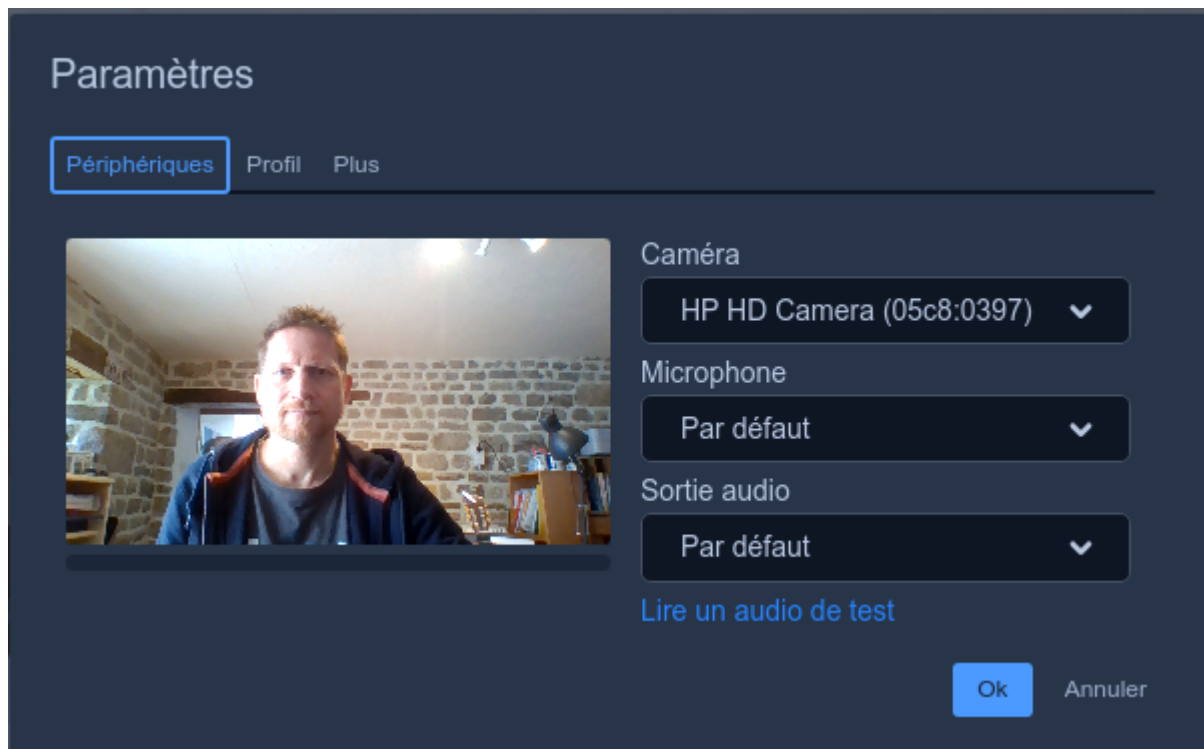 Paramètres
Périphériques Profil Plus
Caméra
HP HD Camera (05c8:0397)
Microphone
Par défaut
Sortie audio
Par défaut
Lire un audio de test
Ok Annuler